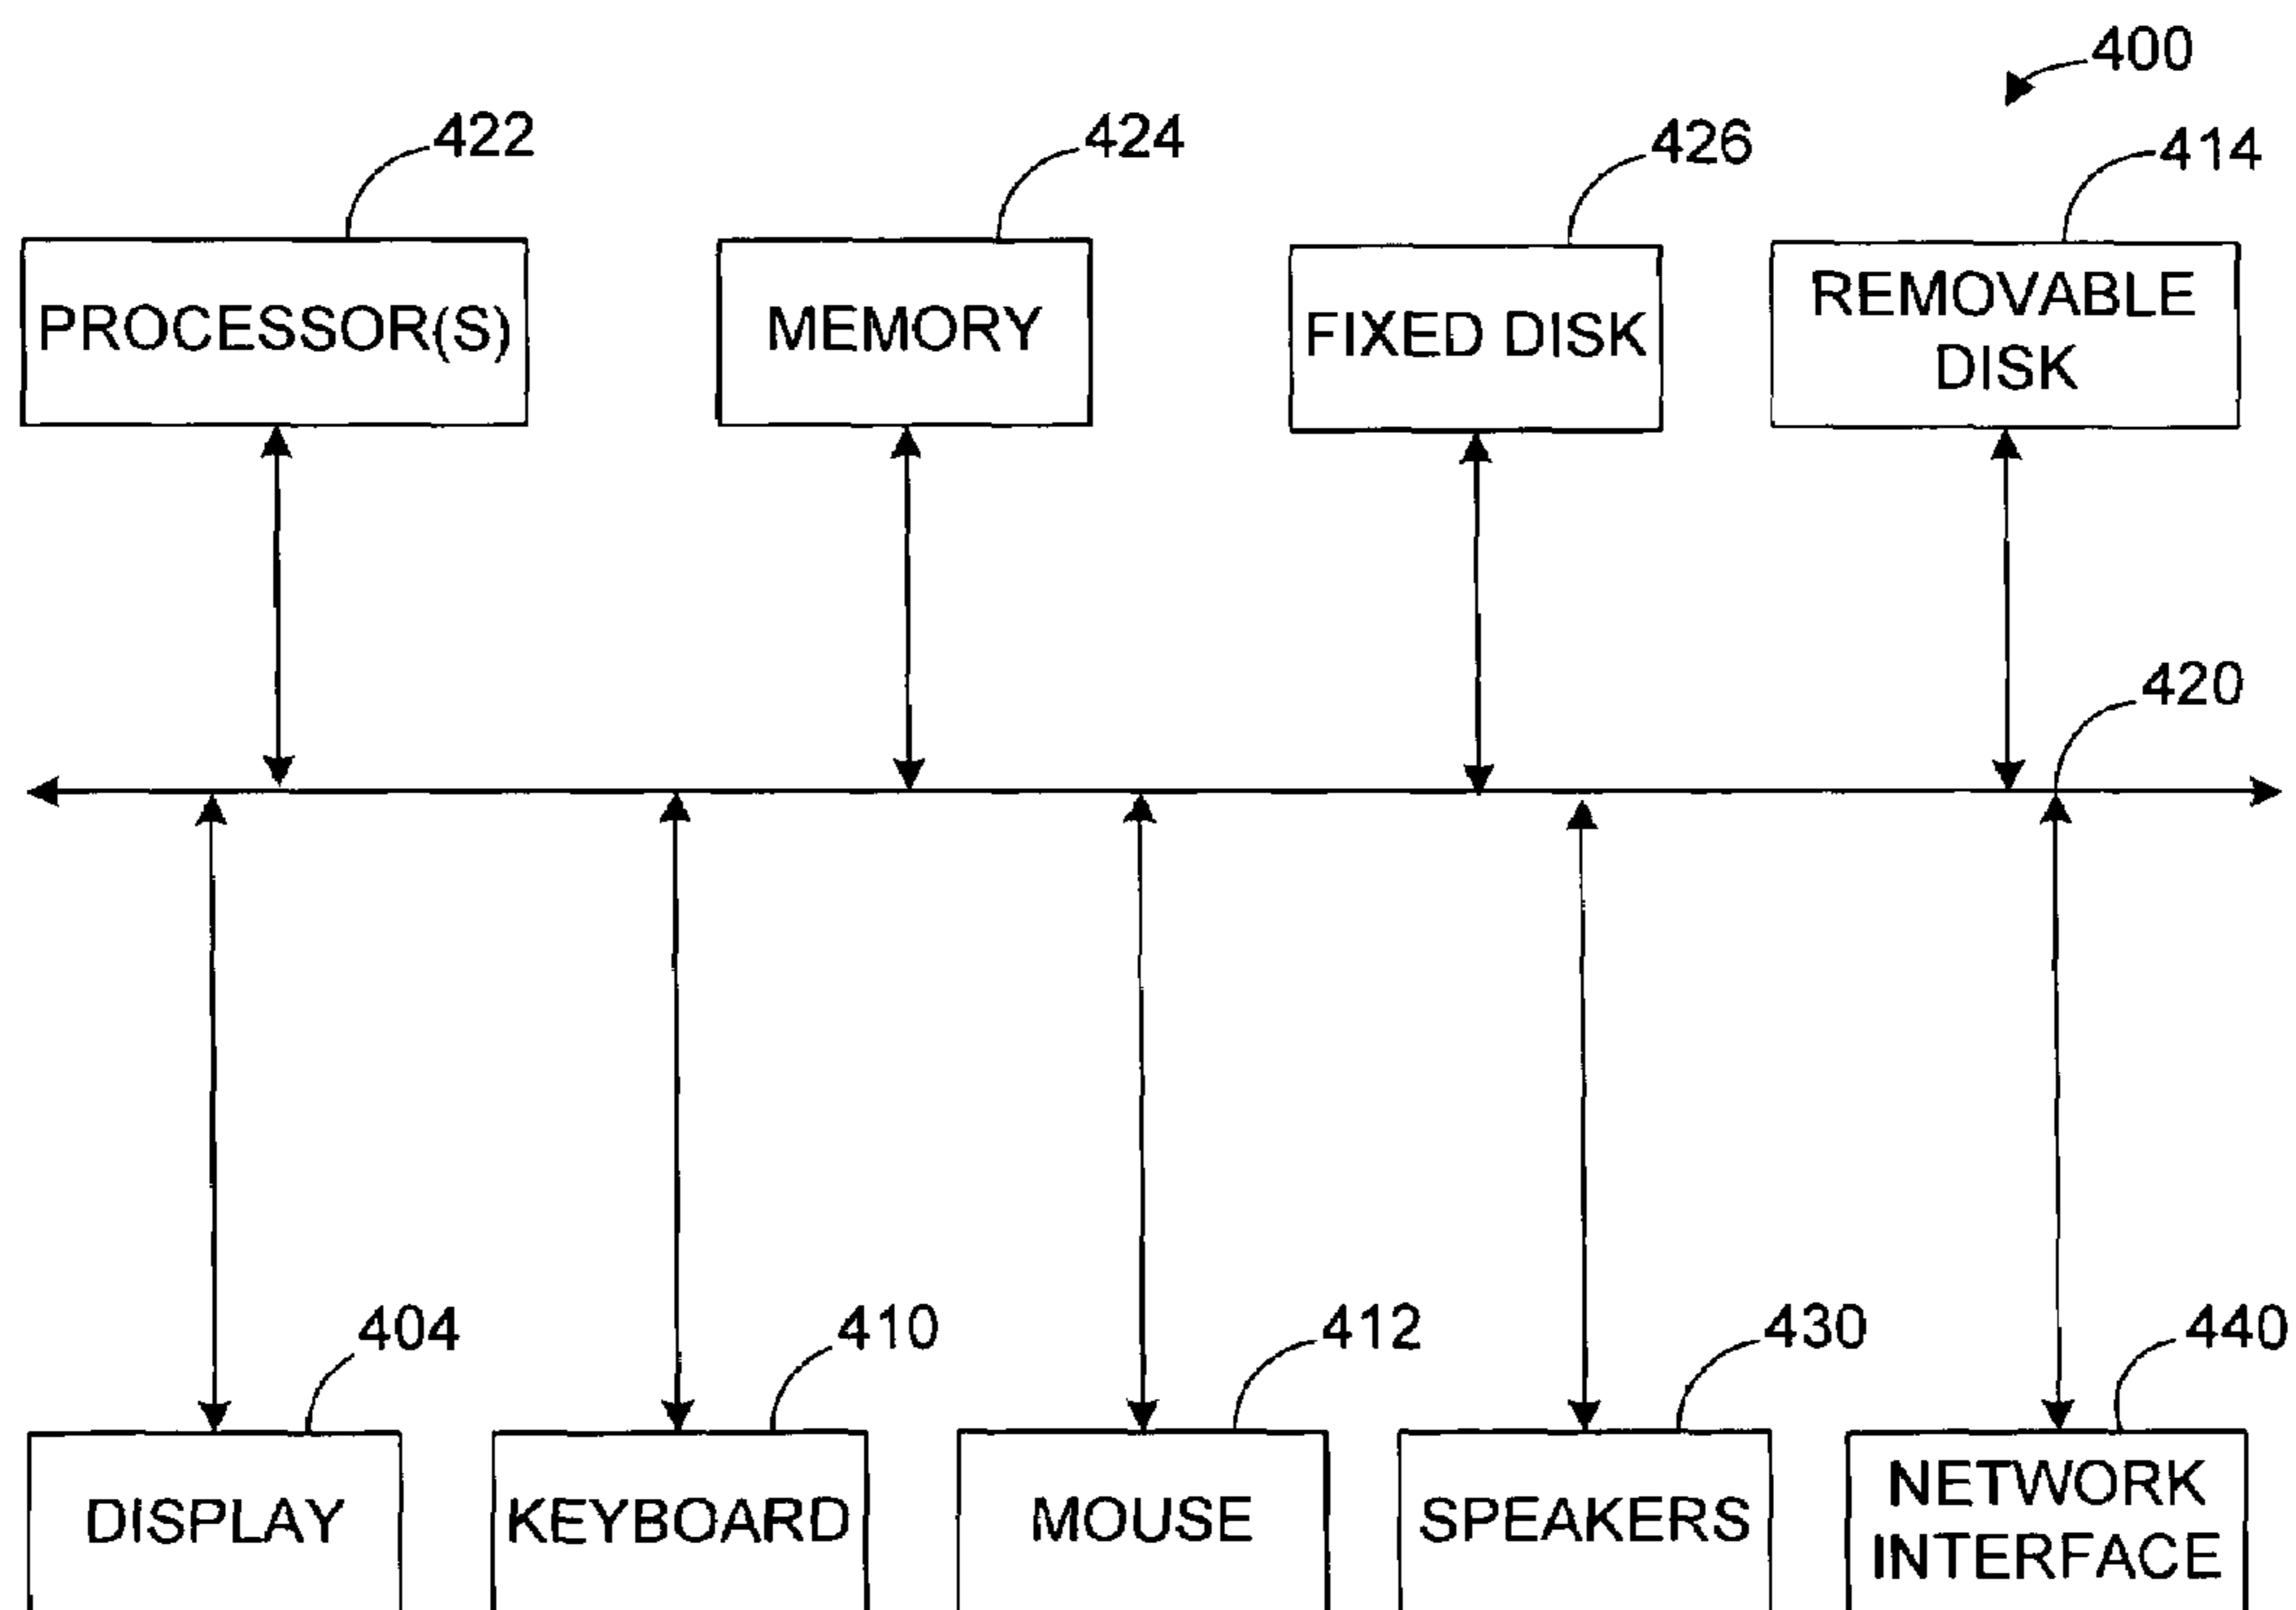 400
422
424
426
414
PROCESSOR(S)
MEMORY
FIXED DISK
REMOVABLE
DISK
420
404
410
412
430
440
DISPLAY
KEYBOARD
MOUSE
SPEAKERS
NETWORK
INTERFACE